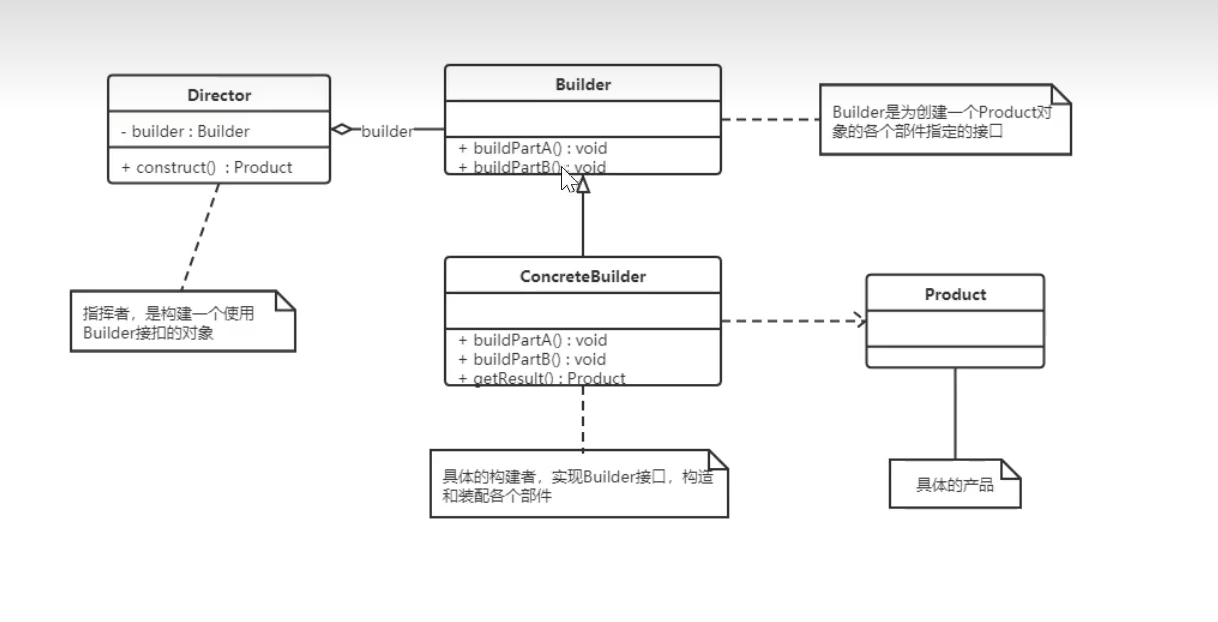 Director
- builder : Builder
+ construct() : Product
builder
Builder
+ buildPartA() : void
+ buildPartB() : void
Builder是为创建一个Product对
象的各个部件指定的接口
指挥者，是构建一个使用
Builder接扣的对象
ConcreteBuilder
+ buildPartA() : void
+ buildPartB() : void
+ getResult() : Product
Product
具体的构建者，实现Builder接口，构造
和装配各个部件
具体的产品